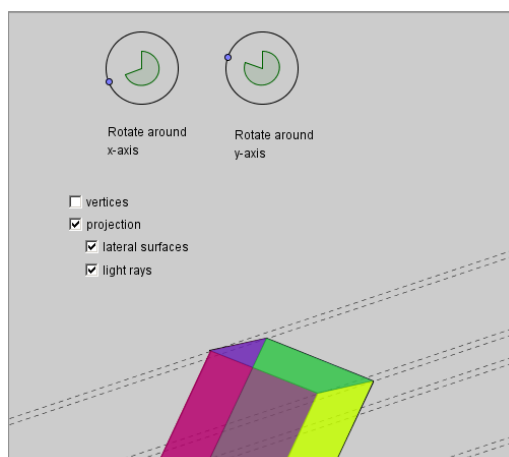 Rotate around
x-axis
Rotate around
y-axis
vertices
projection
lateral surfaces
light rays